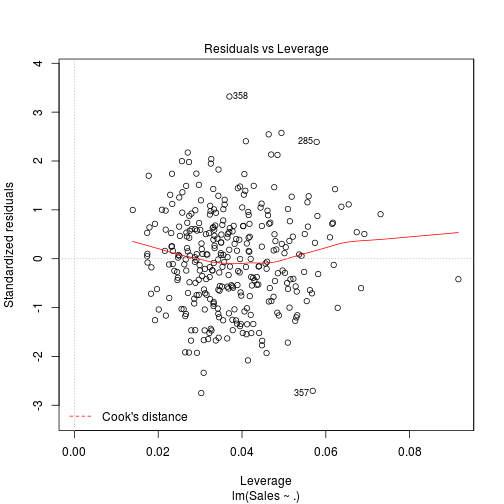 Residuals vs Leverage
4
3
2
1
0
-1
-2
-3
Standardized residuals
358
285
357
Cook's distance
0.00 0.02 0.04 0.06 0.08
Leverage
lm(Sales ~ .)